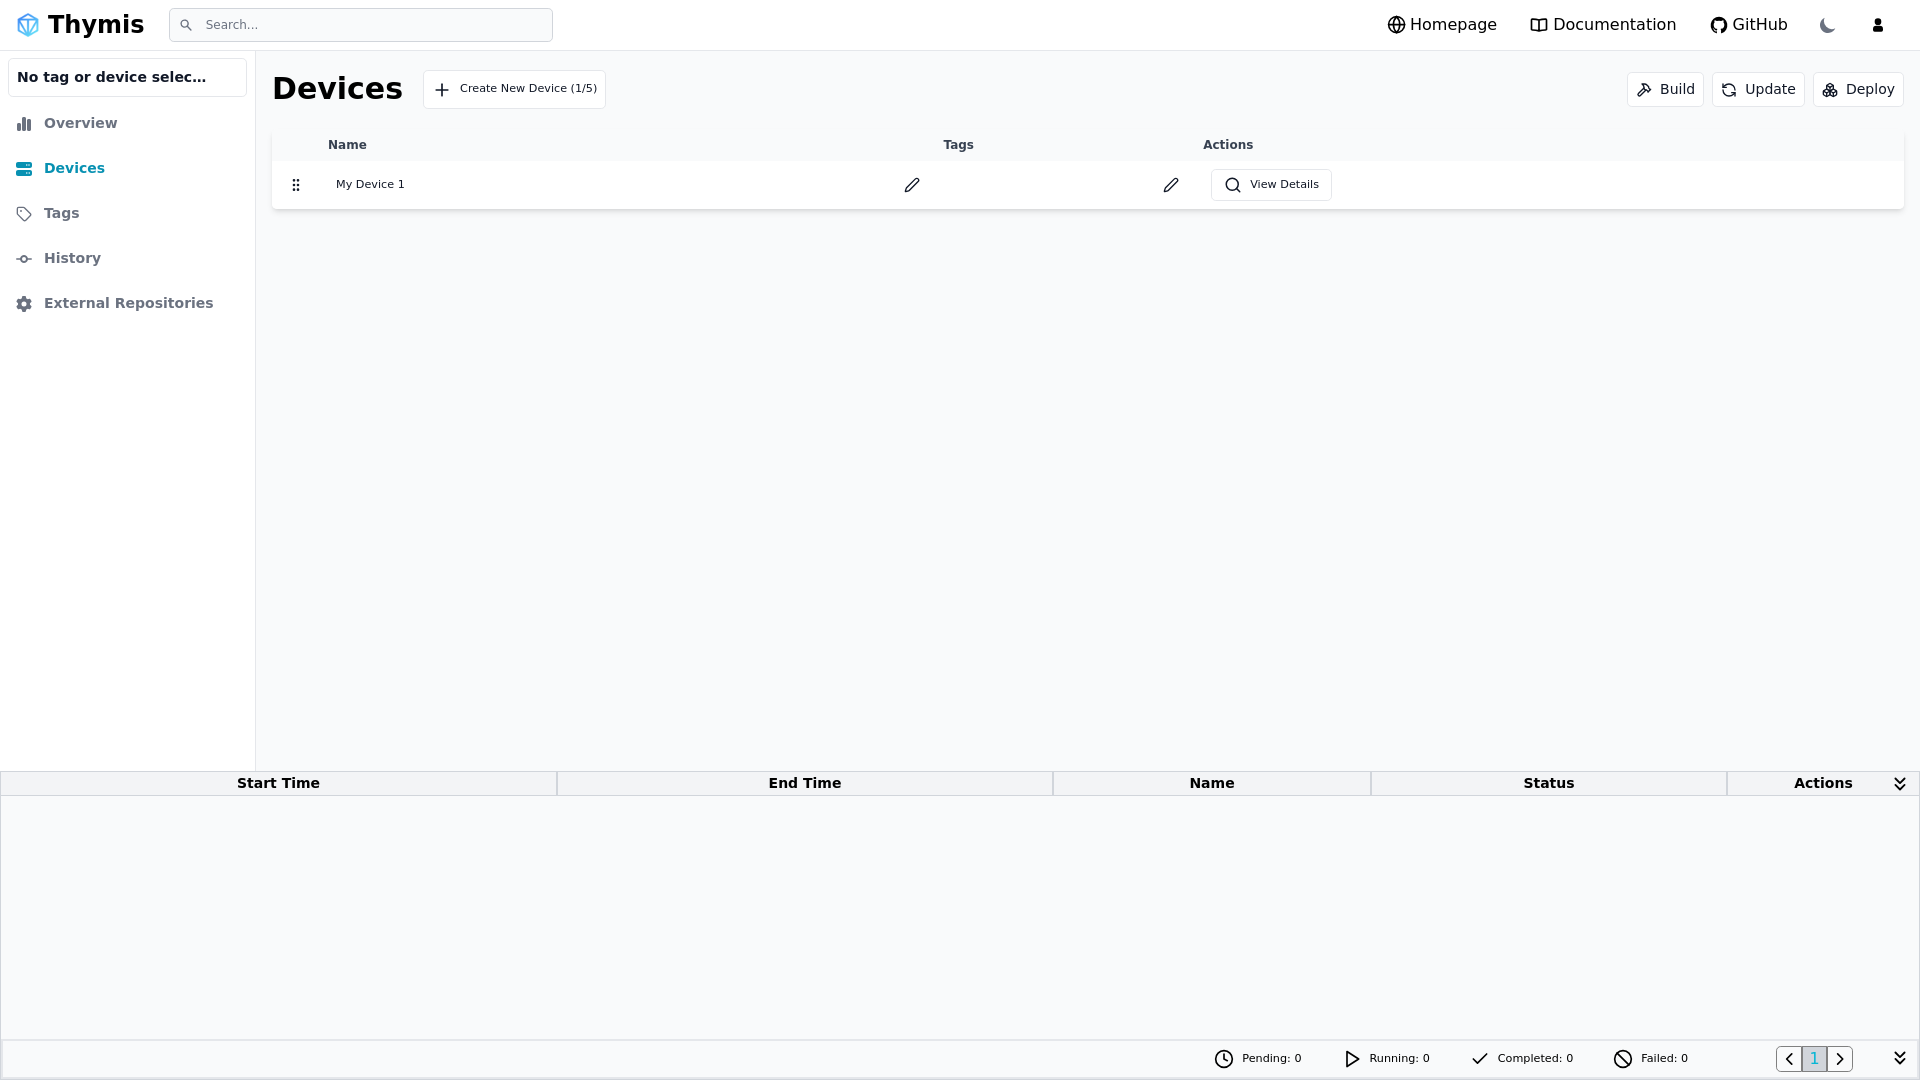 Thymis
Search...
Homepage
Documentation
GitHub
No tag or device selec...
Overview
Devices
Tags
History
External Repositories
Devices
Create New Device (1/5)
Build
Update
Deploy
Name
Tags
Actions
My Device 1
View Details
Start Time
End Time
Name
Status
Actions
Pending: 0
Running: 0
Completed: 0
Failed: 0
1